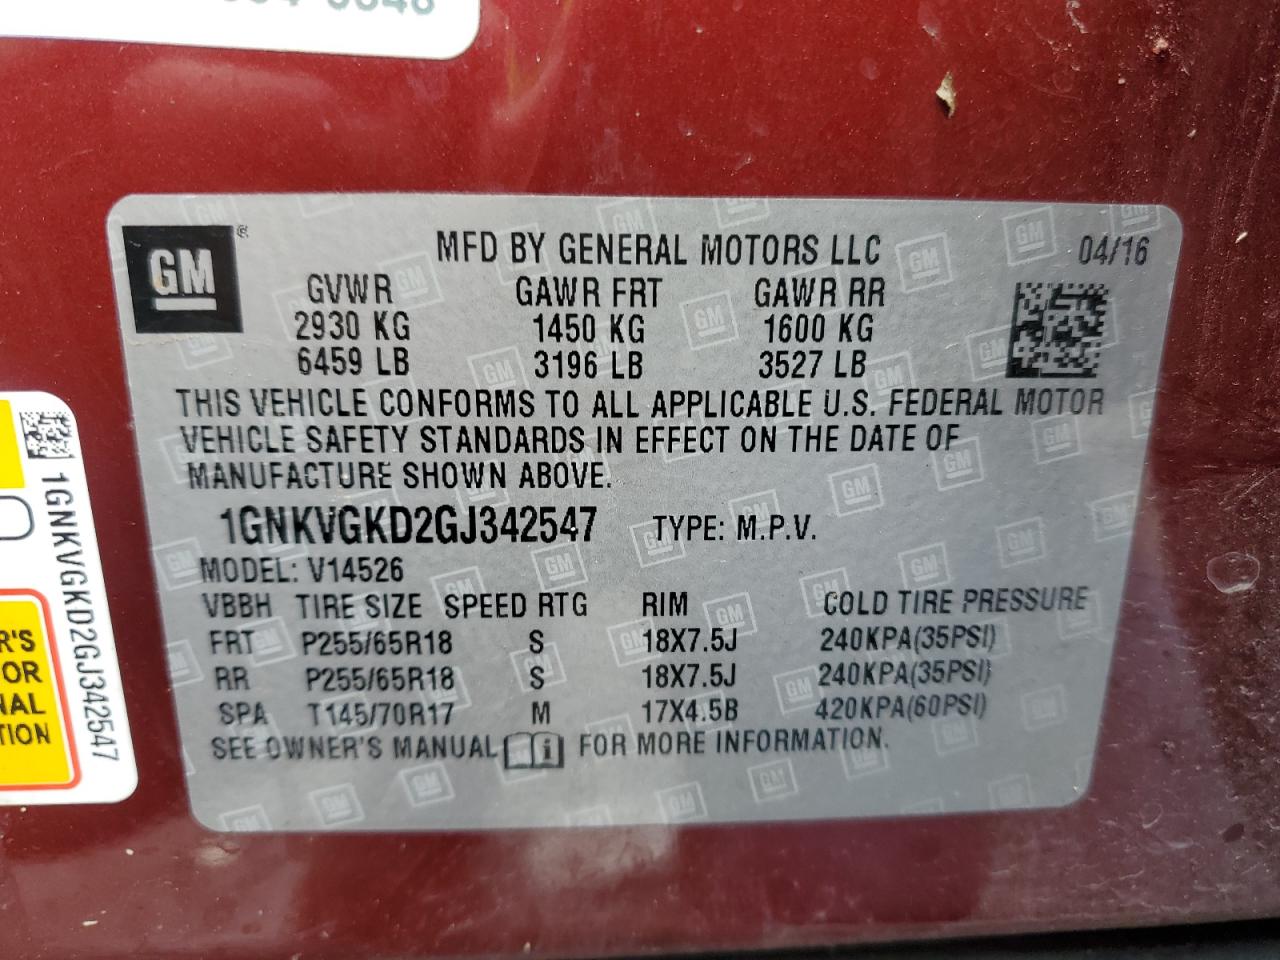 GM
MFD BY GENERAL MOTORS LLC 04/16
GVWR GAWR FRT GAWR RR
2930 KG 1450 KG 1600 KG
6459 LB 3196 LB 3527 LB
THIS VEHICLE CONFORMS TO ALL APPLICABLE U.S. FEDERAL MOTOR
VEHICLE SAFETY STANDARDS IN EFFECT ON THE DATE OF
MANUFACTURE SHOWN ABOVE.
1GNKVGKD2GJ342547 TYPE: M.P.V.
MODEL: V14526
VBBH TIRE SIZE SPEED RTG RIM COLD TIRE PRESSURE
FRT P255/65R18 S 18X7.5J 240KPA(35PSI)
RR P255/65R18 S 18X7.5J 240KPA(35PSI)
SPA T145/70R17 M 17X4.5B 420KPA(60PSI)
SEE OWNER'S MANUAL FOR MORE INFORMATION.
1GNKVGKD2GJ342547